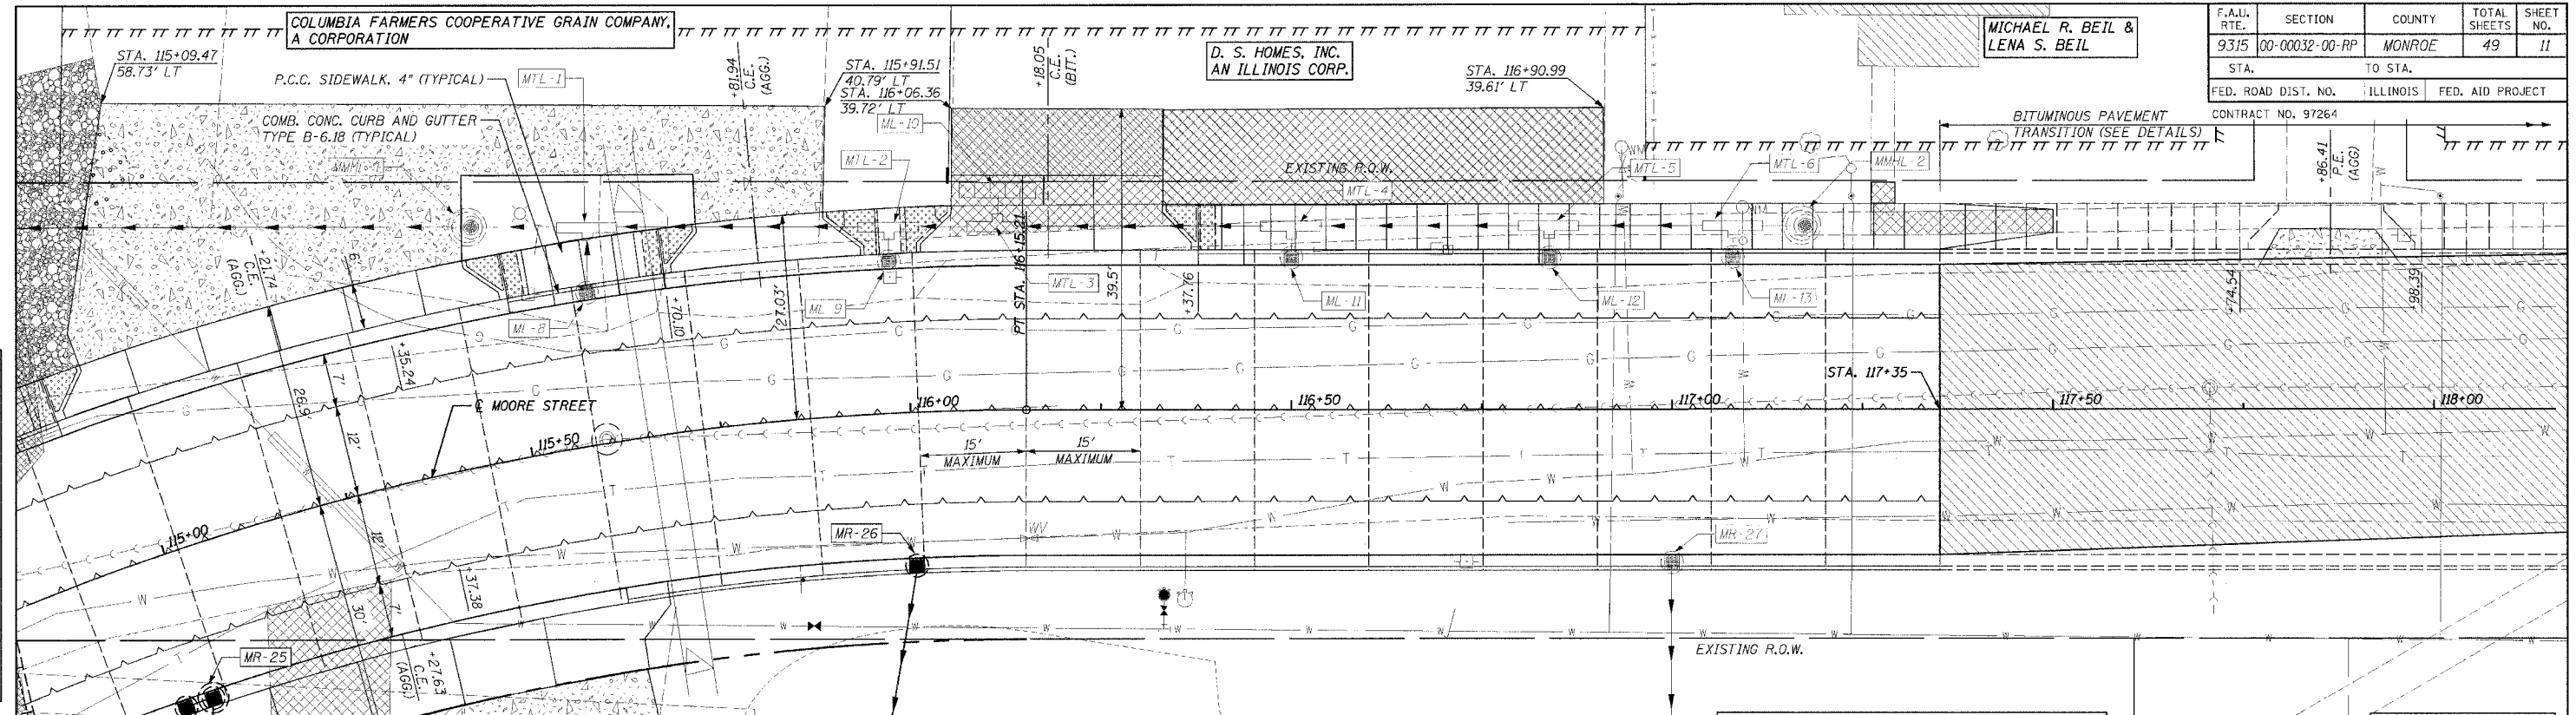 COLUMBIA FARMERS COOPERATIVE GRAIN COMPANY,
A CORPORATION
D. S. HOMES, INC.
AN ILLINOIS CORP.
MICHAEL R. BEIL &
LENA S. BEIL
F.A.U. RTE.
SECTION
COUNTY
TOTAL SHEETS
SHEET NO.
9315
00-00032-00-RP
MONROE
49
11
STA.
TO STA.
FED. ROAD DIST. NO.
ILLINOIS
FED. AID PROJECT
CONTRACT NO. 97264
STA. 115+09.47
58.73' LT
P.C.C. SIDEWALK, 4" (TYPICAL)
MTL-1
COMB. CONC. CURB AND GUTTER
TYPE B-6.18 (TYPICAL)
+81.94
C.E.
(AGG.)
STA. 115+91.51
40.79' LT
STA. 116+06.36
39.72' LT
ML-10
MTL-2
+18.05
C.E.
(BIT.)
STA. 116+90.99
39.61' LT
BITUMINOUS PAVEMENT
TRANSITION (SEE DETAILS)
+86.41
P.E.
(AGG)
EXISTING R.O.W.
MTL-4
MTL-5
MTL-6
MMHL-2
WM
WM
+21.74
C.E.
(AGG.)
6'
ML-8
+70.10
27.03'
ML-9
PT STA. 116+15.21
MTL-3
39.5'
+37.76
ML-11
ML-12
ML-13
+74.54
+98.39
26.9'
7'
+35.24
12'
℄ MOORE STREET
115+00
115+50
116+00
116+50
117+00
STA. 117+35
117+50
118+00
15'
MAXIMUM
15'
MAXIMUM
12'
+37.38
30'
7'
+27.63
C.E.
(AGG.)
MR-25
MR-26
WV
MR-27
EXISTING R.O.W.